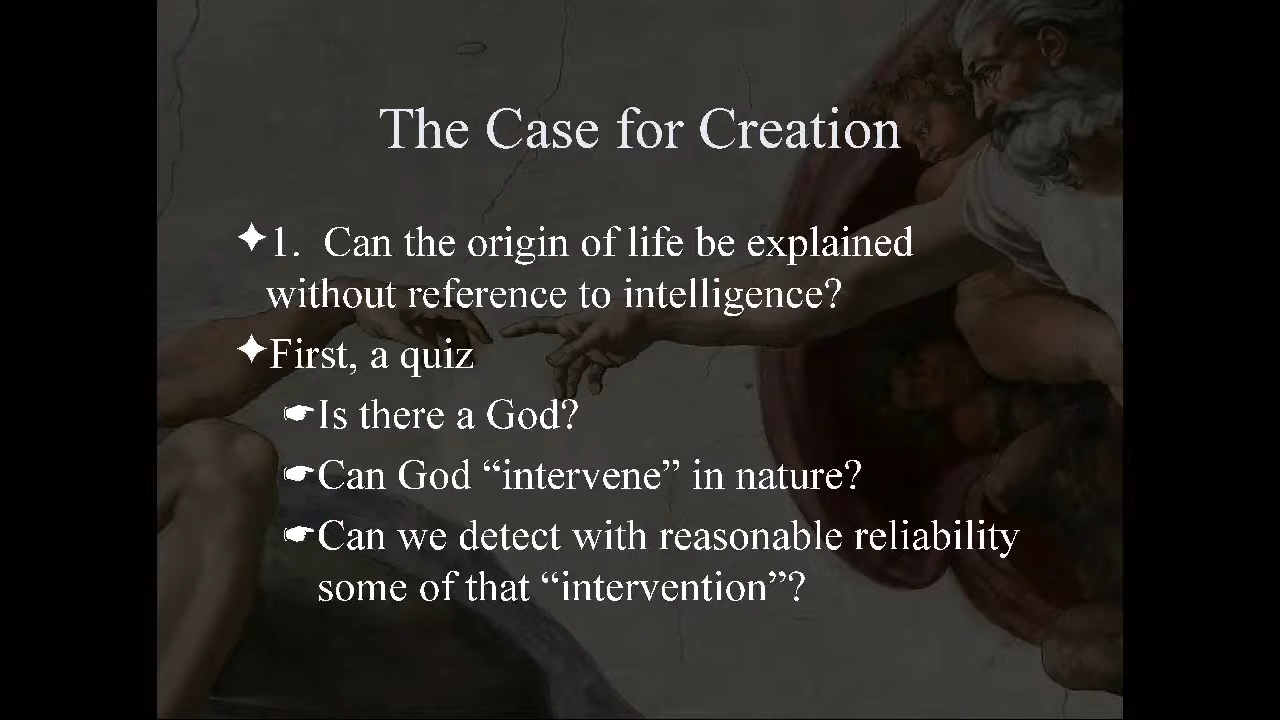 The Case for Creation
✦1. Can the origin of life be explained
without reference to intelligence?
✦First, a quiz
☛Is there a God?
☛Can God “intervene” in nature?
☛Can we detect with reasonable reliability
some of that “intervention”?